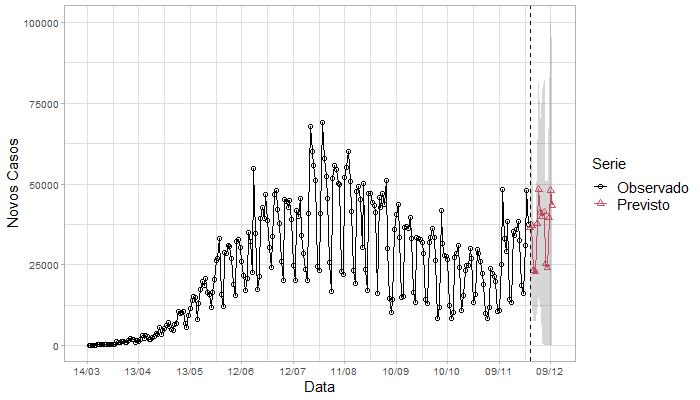 100000
75000
50000
25000
0
Novos Casos
14/03 13/04 13/05 12/06 12/07 11/08 10/09 10/10 09/11 09/12
Data
Serie
Observado
Previsto